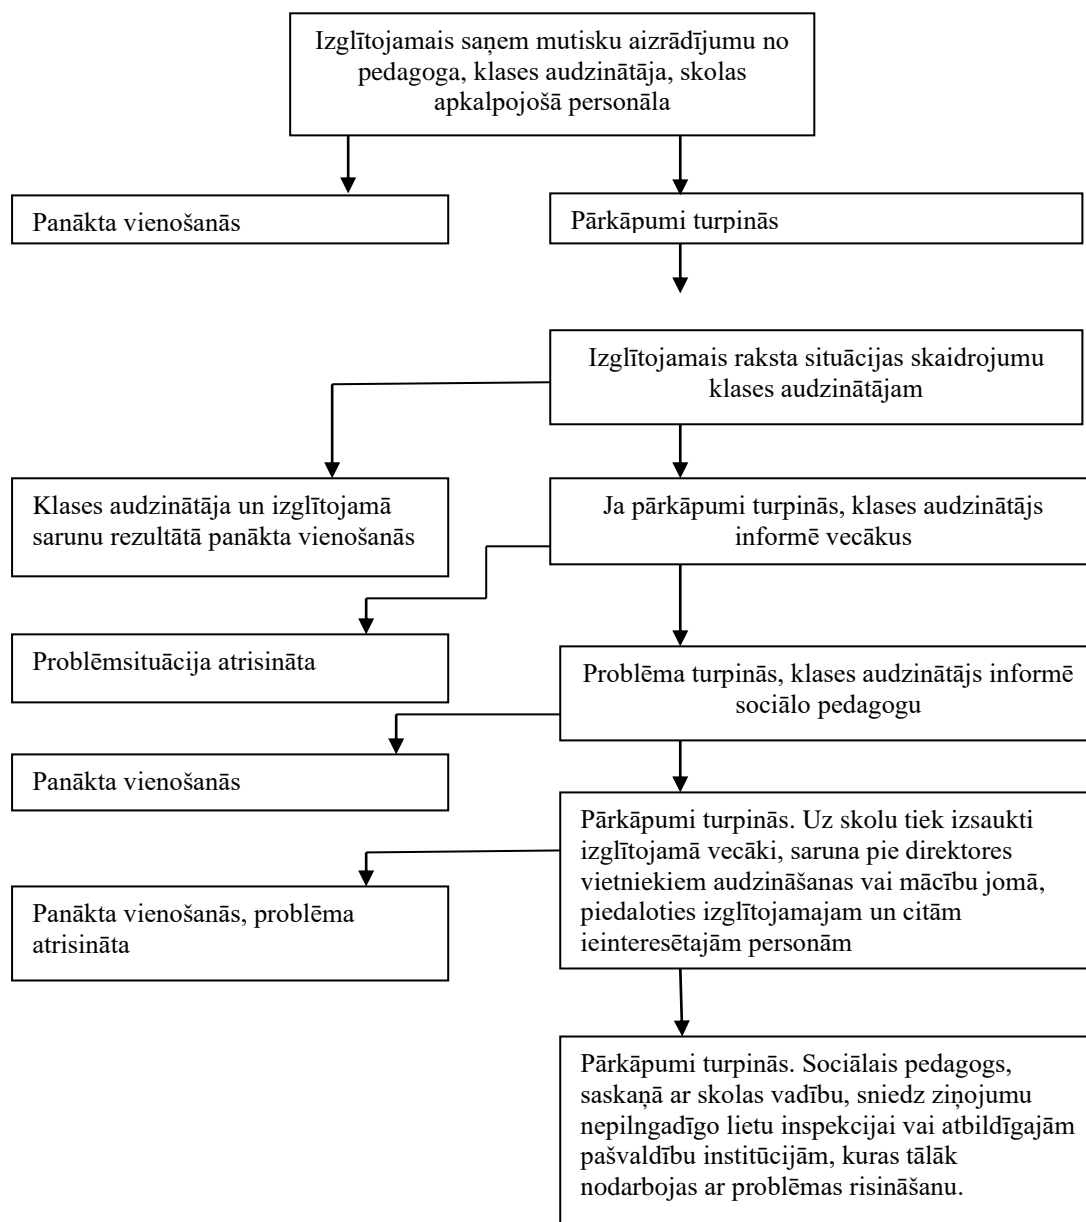 Izglītojamais saņem mutisku aizrādījumu no
pedagoga, klases audzinātāja, skolas
apkalpojošā personāla
Panākta vienošanās
Pārkāpumi turpinās
Izglītojamais raksta situācijas skaidrojumu
klases audzinātājam
Klases audzinātāja un izglītojamā
sarunu rezultātā panākta vienošanās
Ja pārkāpumi turpinās, klases audzinātājs
informē vecākus
Problēmsituācija atrisināta
Problēma turpinās, klases audzinātājs informē
sociālo pedagogu
Panākta vienošanās
Pārkāpumi turpinās. Uz skolu tiek izsaukti
izglītojamā vecāki, saruna pie direktores
vietniekiem audzināšanas vai mācību jomā,
piedaloties izglītojamajam un citām
ieinteresētajām personām
Panākta vienošanās, problēma
atrisināta
Pārkāpumi turpinās. Sociālais pedagogs,
saskaņā ar skolas vadību, sniedz ziņojumu
nepilngadīgo lietu inspekcijai vai atbildīgajām
pašvaldību institūcijām, kuras tālāk
nodarbojas ar problēmas risināšanu.